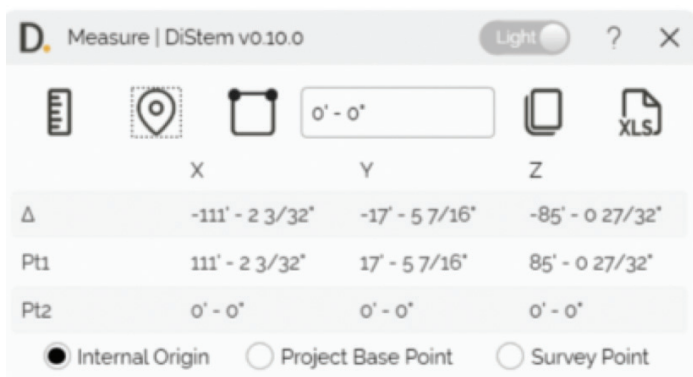 D. Measure | DiStem v0.10.0 Light ? ×
0' - 0" XLS
X Y Z
Δ -111' - 2 3/32" -17' - 5 7/16" -85' - 0 27/32"
Pt1 111' - 2 3/32" 17' - 5 7/16" 85' - 0 27/32"
Pt2 0' - 0" 0' - 0" 0' - 0"
Internal Origin Project Base Point Survey Point